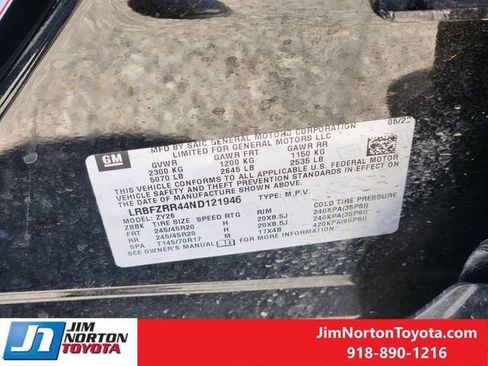 GM
MFD BY SAIC GENERAL MOTORS CORPORATION
LIMITED FOR GENERAL MOTORS LLC
05/22
GVWR GAWR FRT GAWR RR
2300 KG 1200 KG 1150 KG
5070 LB 2645 LB 2535 LB
THIS VEHICLE CONFORMS TO ALL APPLICABLE U.S. FEDERAL MOTOR
VEHICLE SAFETY AND THEFT PREVENTION STANDARDS IN EFFECT ON
THE DATE OF MANUFACTURE SHOWN ABOVE.
LRBFZRR44ND121946 TYPE: M.P.V.
ZBBK ZY26
TIRE SIZE SPEED RTG RIM COLD TIRE PRESSURE
FRT 245/45R20 H 20X8.5J 240KPA(35PSI)
RR 245/45R20 H 20X8.5J 240KPA(35PSI)
SPA T145/70R17 M 17X4B 420KPA(60PSI)
SEE OWNER'S MANUAL
JIM
NORTON
TOYOTA
JimNortonToyota.com
918-890-1216